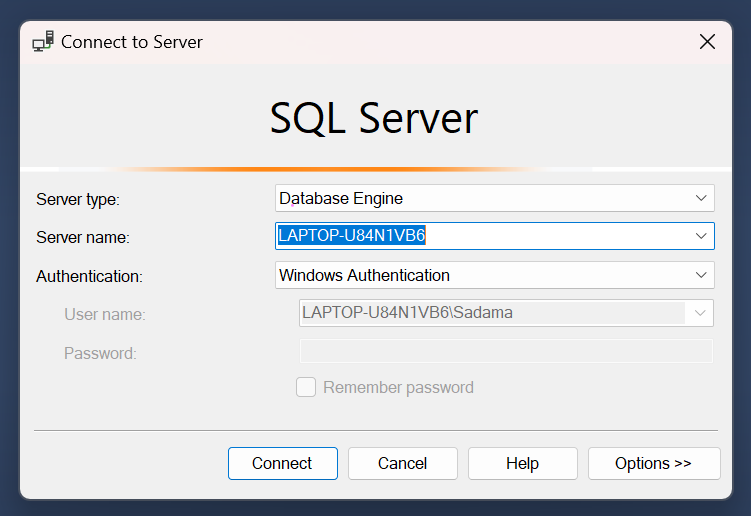 Connect to Server
SQL Server
Server type: Database Engine
Server name: LAPTOP-U84N1VB6
Authentication: Windows Authentication
User name: LAPTOP-U84N1VB6\Sadama
Password:
Remember password
Connect Cancel Help Options >>